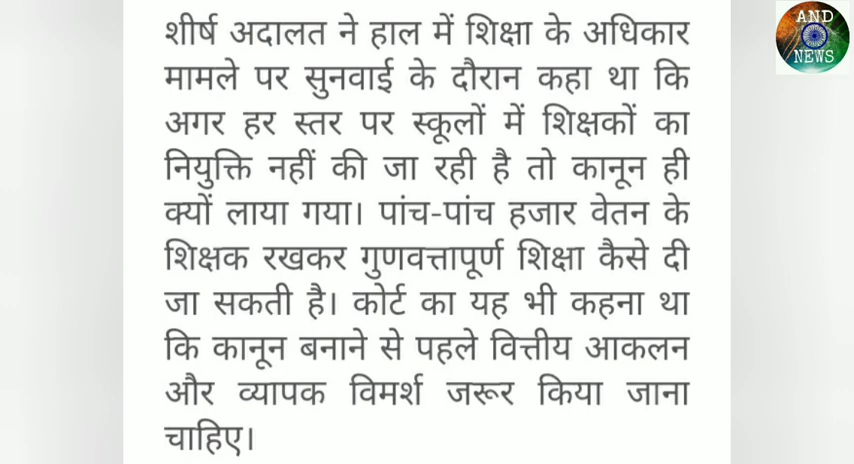 शीर्ष अदालत ने हाल में शिक्षा के अधिकार
मामले पर सुनवाई के दौरान कहा था कि
अगर हर स्तर पर स्कूलों में शिक्षकों का
नियुक्ति नहीं की जा रही है तो कानून ही
क्यों लाया गया। पांच-पांच हजार वेतन के
शिक्षक रखकर गुणवत्तापूर्ण शिक्षा कैसे दी
जा सकती है। कोर्ट का यह भी कहना था
कि कानून बनाने से पहले वित्तीय आकलन
और व्यापक विमर्श जरूर किया जाना
चाहिए।
AND
NEWS